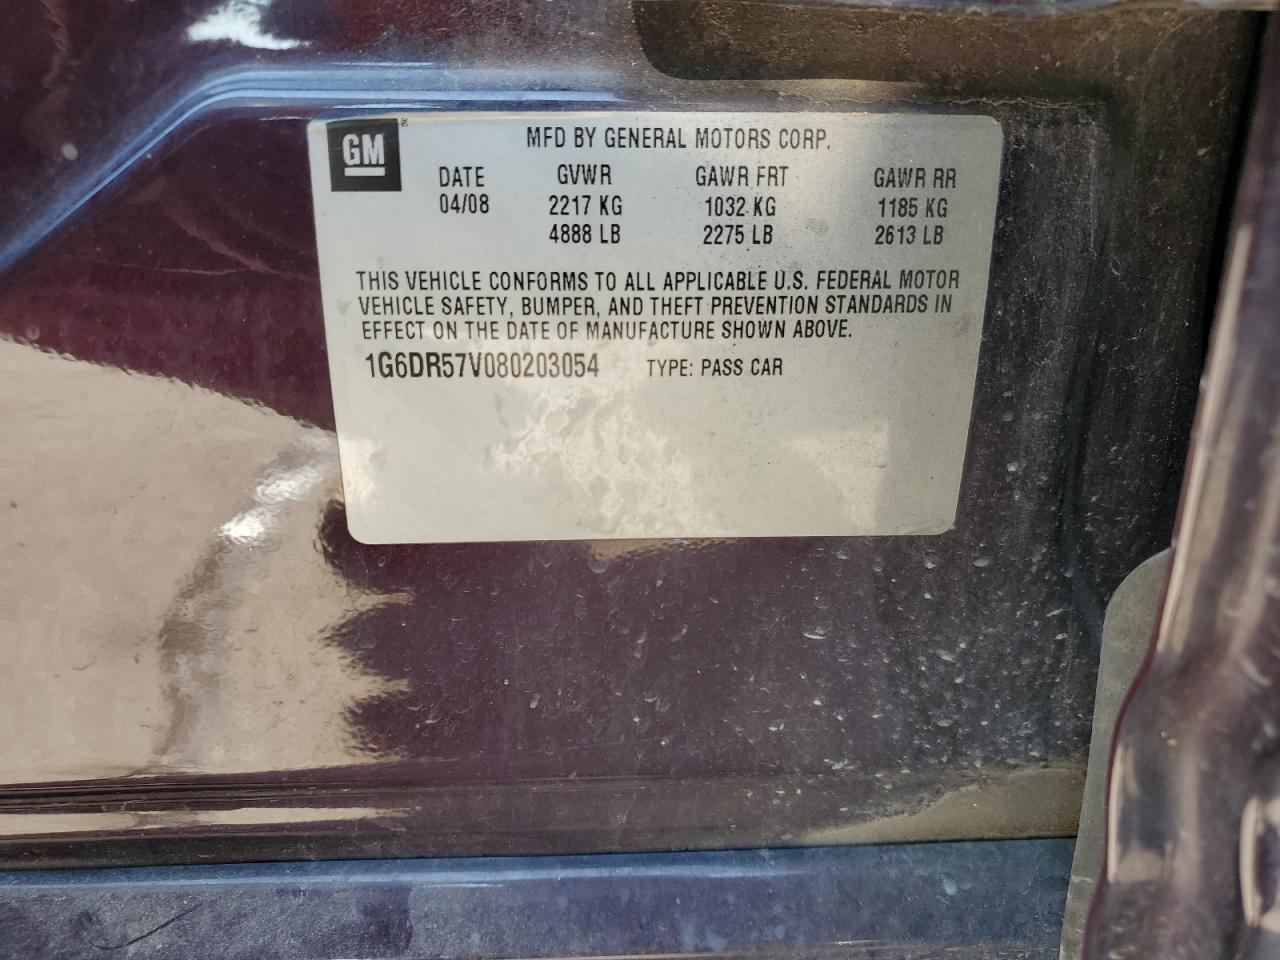 GM
MFD BY GENERAL MOTORS CORP.
DATE GVWR GAWR FRT GAWR RR
04/08 2217 KG 1032 KG 1185 KG
4888 LB 2275 LB 2613 LB
THIS VEHICLE CONFORMS TO ALL APPLICABLE U.S. FEDERAL MOTOR
VEHICLE SAFETY, BUMPER, AND THEFT PREVENTION STANDARDS IN
EFFECT ON THE DATE OF MANUFACTURE SHOWN ABOVE.
1G6DR57V080203054 TYPE: PASS CAR